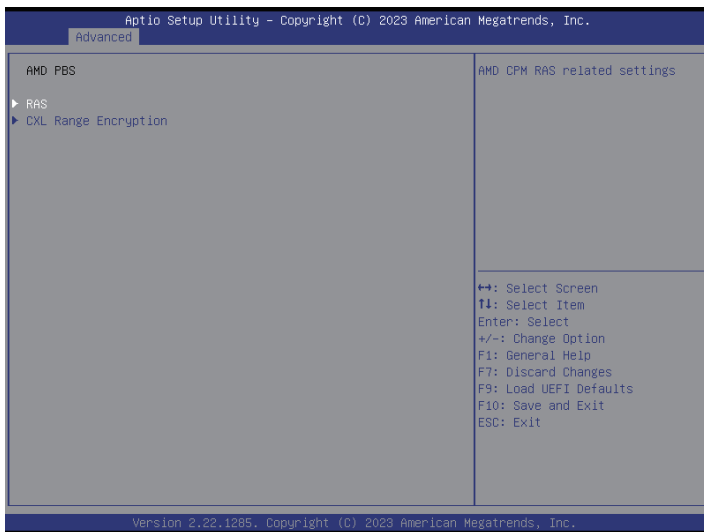 Aptio Setup Utility – Copyright (C) 2023 American Megatrends, Inc.
Advanced
AMD PBS
AMD CPM RAS related settings
▶ RAS
▶ CXL Range Encryption
↔: Select Screen
↑↓: Select Item
Enter: Select
+/-: Change Option
F1: General Help
F7: Discard Changes
F9: Load UEFI Defaults
F10: Save and Exit
ESC: Exit
Version 2.22.1285. Copyright (C) 2023 American Megatrends, Inc.